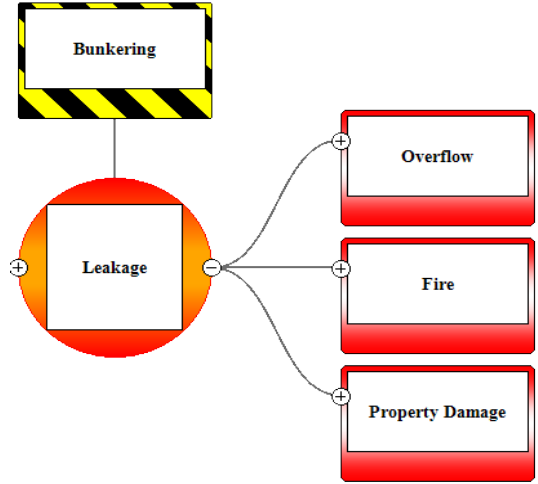 Bunkering
Overflow
Leakage
Fire
Property Damage